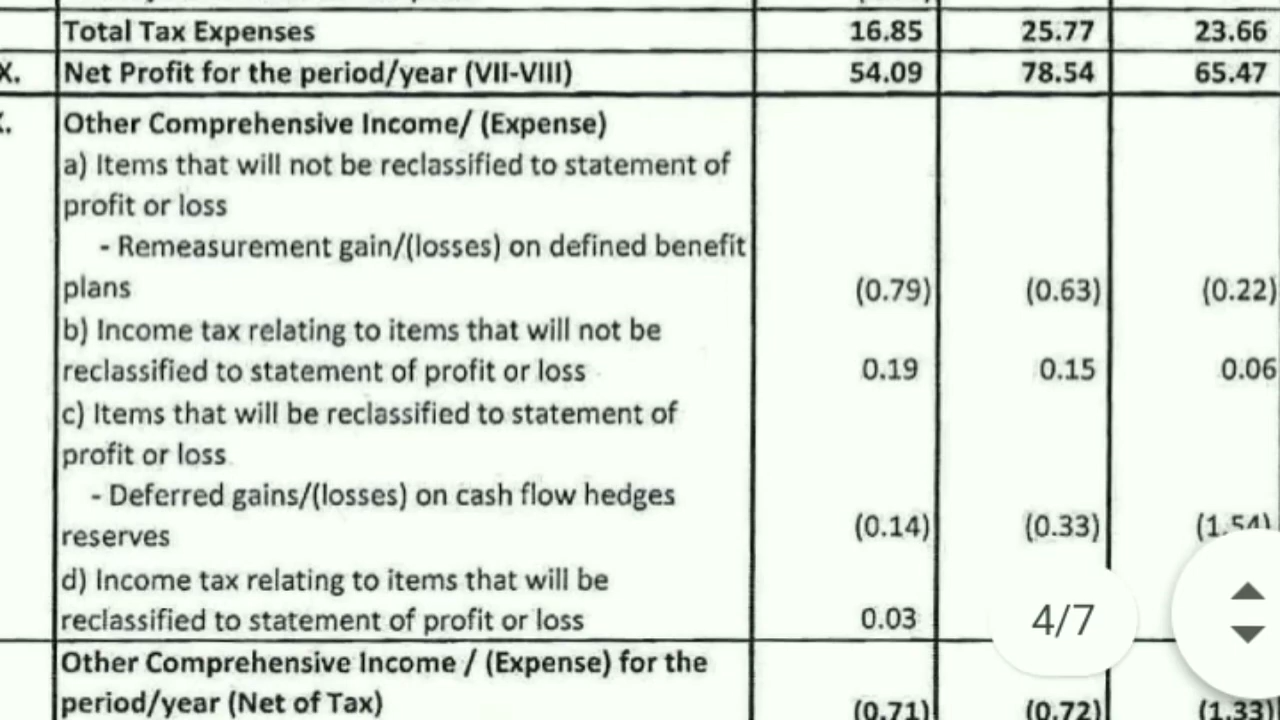 Total Tax Expenses 16.85 25.77 23.66
X. Net Profit for the period/year (VII-VIII) 54.09 78.54 65.47
Other Comprehensive Income/ (Expense)
a) Items that will not be reclassified to statement of
profit or loss
- Remeasurement gain/(losses) on defined benefit
plans (0.79) (0.63) (0.22)
b) Income tax relating to items that will not be
reclassified to statement of profit or loss 0.19 0.15 0.06
c) Items that will be reclassified to statement of
profit or loss
- Deferred gains/(losses) on cash flow hedges
reserves (0.14) (0.33) (1.54)
d) Income tax relating to items that will be
reclassified to statement of profit or loss 0.03
4/7
Other Comprehensive Income / (Expense) for the
period/year (Net of Tax) (0.71) (0.72) (1.33)